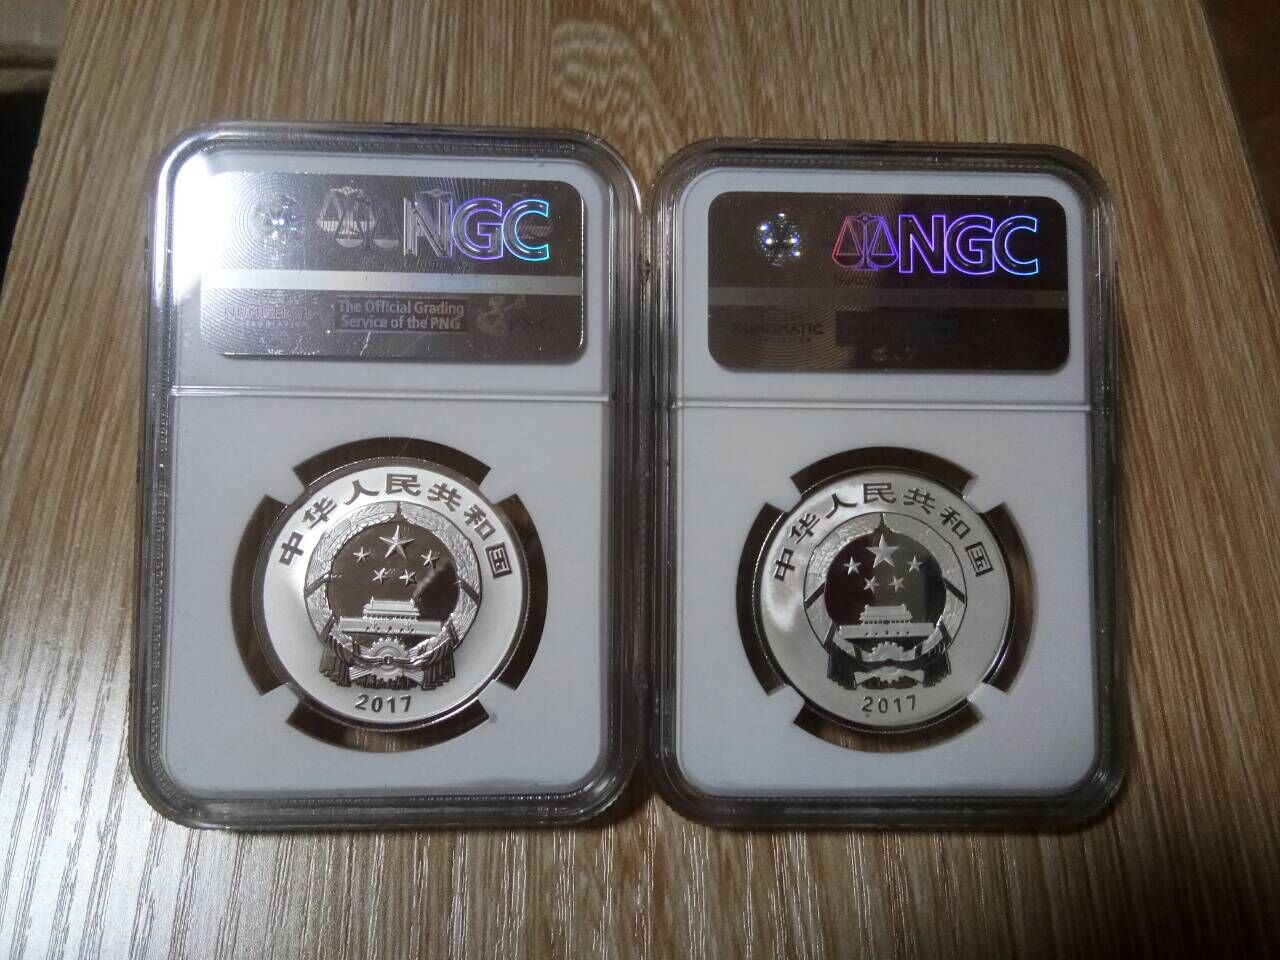 NGC
NUMISMATIC
The Official Grading
Service of the PNG
PNG
中华人民共和国
2017
NGC
NUMISMATIC
中华人民共和国
2017